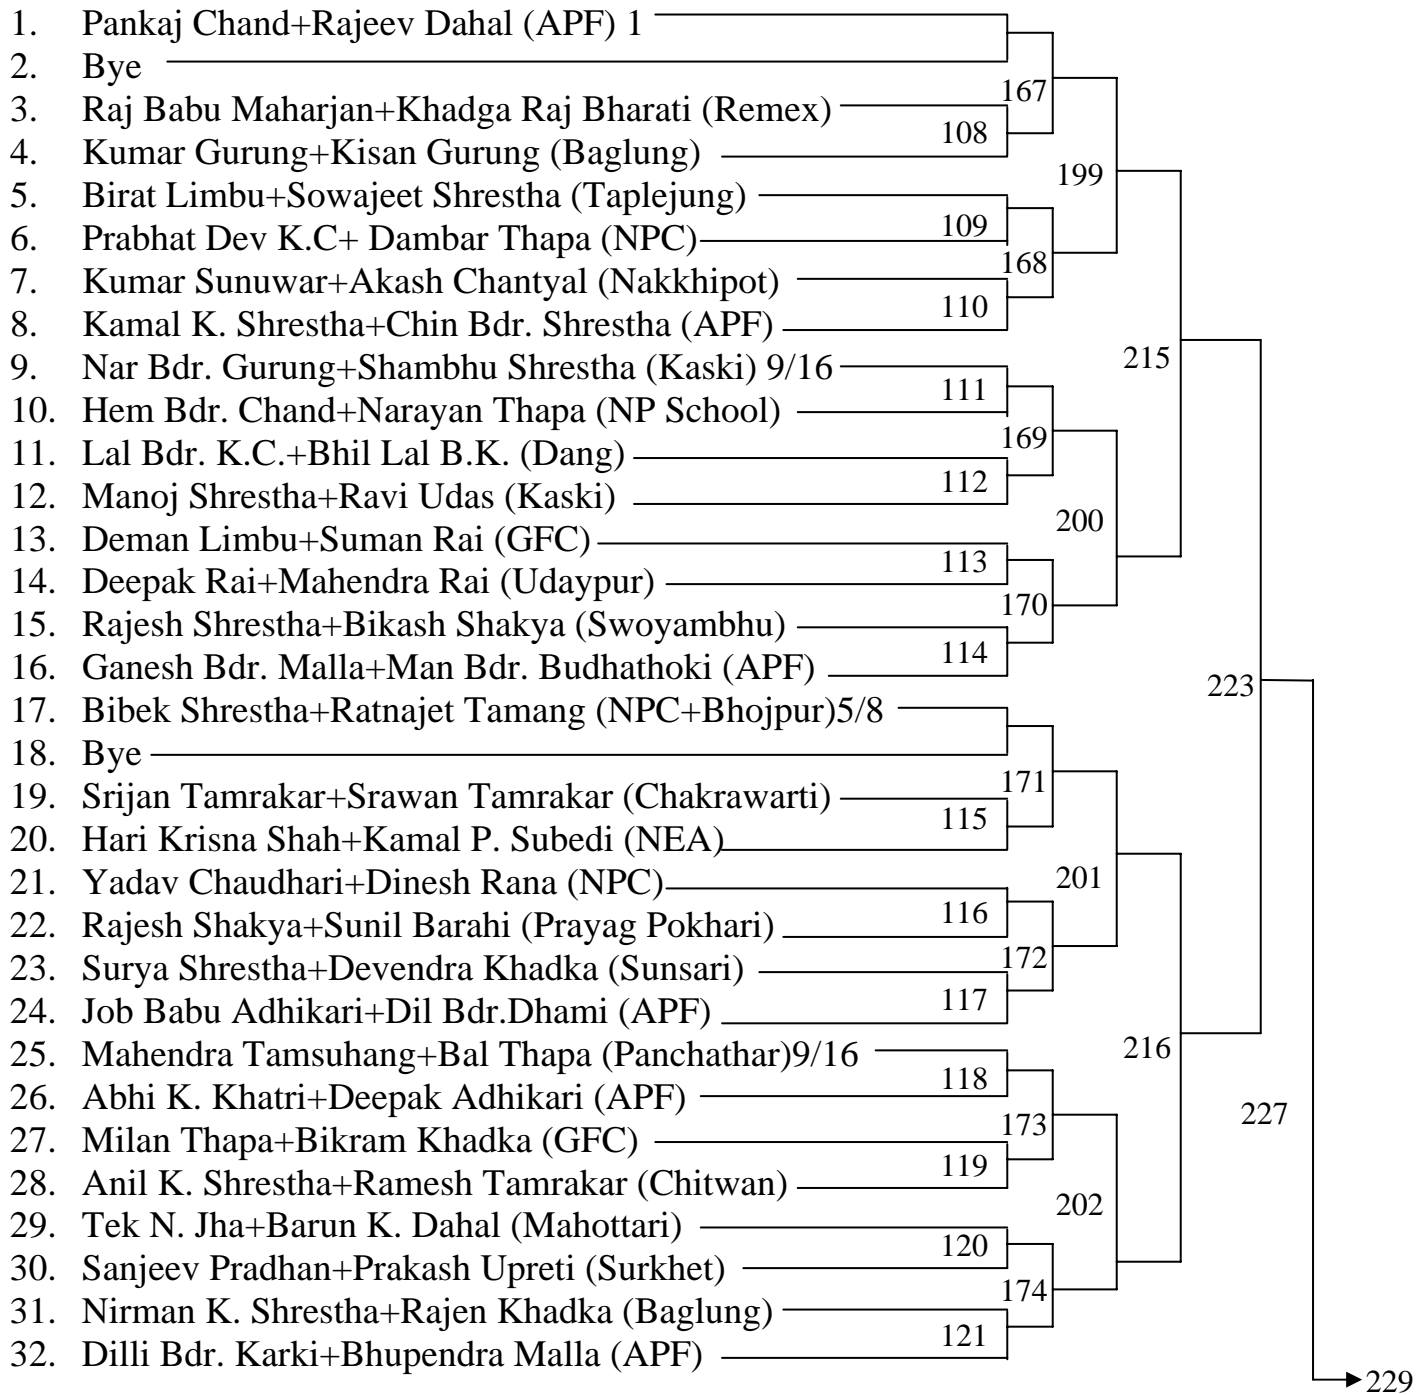 1. Pankaj Chand+Rajeev Dahal (APF) 1
2. Bye
167
3. Raj Babu Maharjan+Khadga Raj Bharati (Remex)
108
4. Kumar Gurung+Kisan Gurung (Baglung)
199
5. Birat Limbu+Sowajeet Shrestha (Taplejung)
109
6. Prabhat Dev K.C+ Dambar Thapa (NPC)
168
7. Kumar Sunuwar+Akash Chantyal (Nakkhipot)
110
8. Kamal K. Shrestha+Chin Bdr. Shrestha (APF)
215
9. Nar Bdr. Gurung+Shambhu Shrestha (Kaski) 9/16
111
10. Hem Bdr. Chand+Narayan Thapa (NP School)
169
11. Lal Bdr. K.C.+Bhil Lal B.K. (Dang)
112
12. Manoj Shrestha+Ravi Udas (Kaski)
200
13. Deman Limbu+Suman Rai (GFC)
113
14. Deepak Rai+Mahendra Rai (Udaypur)
170
15. Rajesh Shrestha+Bikash Shakya (Swoyambhu)
114
16. Ganesh Bdr. Malla+Man Bdr. Budhathoki (APF)
223
17. Bibek Shrestha+Ratnajet Tamang (NPC+Bhojpur)5/8
18. Bye
171
19. Srijan Tamrakar+Srawan Tamrakar (Chakrawarti)
115
20. Hari Krisna Shah+Kamal P. Subedi (NEA)
201
21. Yadav Chaudhari+Dinesh Rana (NPC)
116
22. Rajesh Shakya+Sunil Barahi (Prayag Pokhari)
172
23. Surya Shrestha+Devendra Khadka (Sunsari)
117
24. Job Babu Adhikari+Dil Bdr.Dhami (APF)
216
25. Mahendra Tamsuhang+Bal Thapa (Panchathar)9/16
118
26. Abhi K. Khatri+Deepak Adhikari (APF)
227
173
27. Milan Thapa+Bikram Khadka (GFC)
119
28. Anil K. Shrestha+Ramesh Tamrakar (Chitwan)
202
29. Tek N. Jha+Barun K. Dahal (Mahottari)
120
30. Sanjeev Pradhan+Prakash Upreti (Surkhet)
174
31. Nirman K. Shrestha+Rajen Khadka (Baglung)
121
32. Dilli Bdr. Karki+Bhupendra Malla (APF)
229